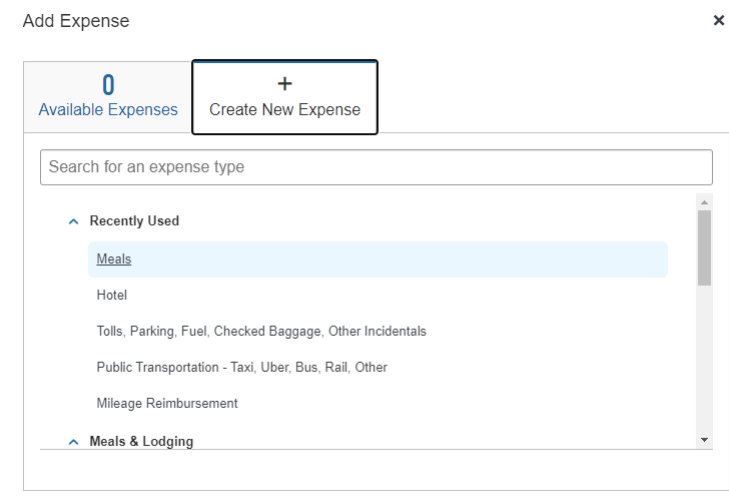 Add Expense
0
Available Expenses
+
Create New Expense
Search for an expense type
Recently Used
Meals
Hotel
Tolls, Parking, Fuel, Checked Baggage, Other Incidentals
Public Transportation - Taxi, Uber, Bus, Rail, Other
Mileage Reimbursement
Meals & Lodging